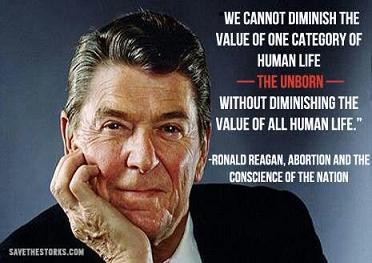 "WE CANNOT DIMINISH THE
VALUE OF ONE CATEGORY OF
HUMAN LIFE
— THE UNBORN —
WITHOUT DIMINISHING THE
VALUE OF ALL HUMAN LIFE."
-RONALD REAGAN, ABORTION AND THE
CONSCIENCE OF THE NATION
SAVETHESTORKS.COM